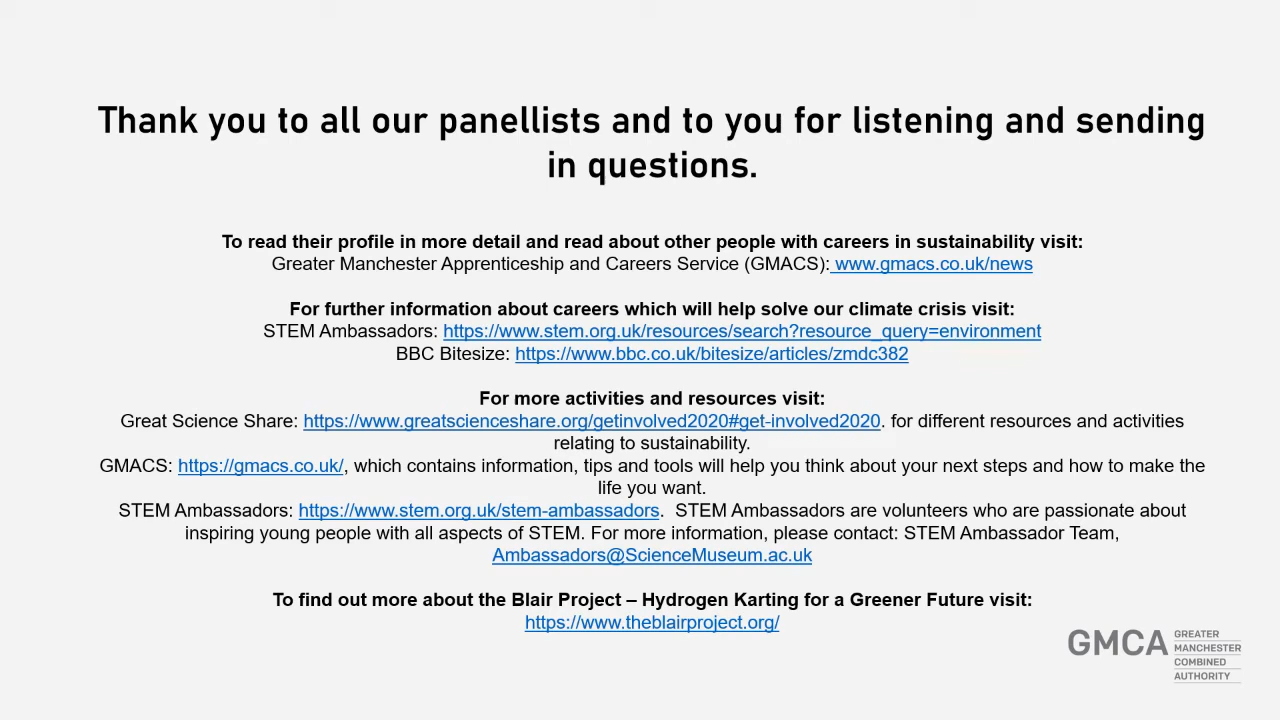 Thank you to all our panellists and to you for listening and sending
in questions.
To read their profile in more detail and read about other people with careers in sustainability visit:
Greater Manchester Apprenticeship and Careers Service (GMACS): www.gmacs.co.uk/news
For further information about careers which will help solve our climate crisis visit:
STEM Ambassadors: https://www.stem.org.uk/resources/search?resource_query=environment
BBC Bitesize: https://www.bbc.co.uk/bitesize/articles/zmdc382
For more activities and resources visit:
Great Science Share: https://www.greatscienceshare.org/getinvolved2020#get-involved2020. for different resources and activities
relating to sustainability.
GMACS: https://gmacs.co.uk/, which contains information, tips and tools will help you think about your next steps and how to make the
life you want.
STEM Ambassadors: https://www.stem.org.uk/stem-ambassadors.  STEM Ambassadors are volunteers who are passionate about
inspiring young people with all aspects of STEM. For more information, please contact: STEM Ambassador Team,
Ambassadors@ScienceMuseum.ac.uk
To find out more about the Blair Project – Hydrogen Karting for a Greener Future visit:
https://www.theblairproject.org/
GMCA
GREATER
MANCHESTER
COMBINED
AUTHORITY